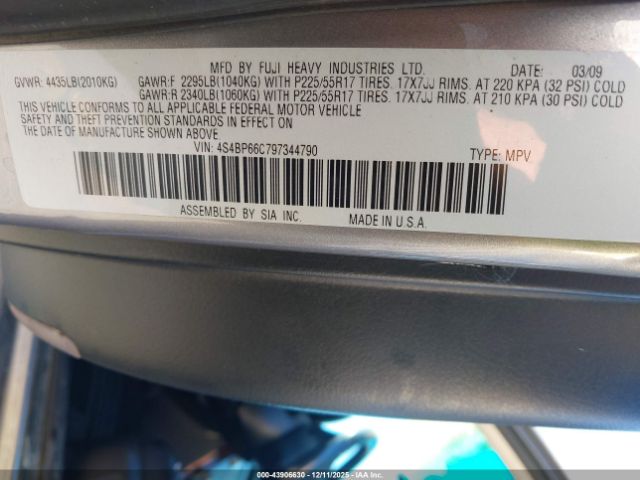 MFD BY FUJI HEAVY INDUSTRIES LTD. DATE: 03/09
GVWR: 4435LB(2010KG) GAWR:F 2295LB(1040KG) WITH P225/55R17 TIRES. 17X7JJ RIMS. AT 220 KPA (32 PSI) COLD
GAWR:R 2340LB(1060KG) WITH P225/55R17 TIRES. 17X7JJ RIMS. AT 210 KPA (30 PSI) COLD
THIS VEHICLE CONFORMS TO ALL APPLICABLE FEDERAL MOTOR VEHICLE
SAFETY AND THEFT PREVENTION STANDARDS IN EFFECT ON
THE DATE OF MANUFACTURE SHOWN ABOVE.
VIN: 4S4BP66C797344790 TYPE: MPV
ASSEMBLED BY SIA INC. MADE IN U.S.A.
000-43906630 - 12/11/2025 - IAA Inc.